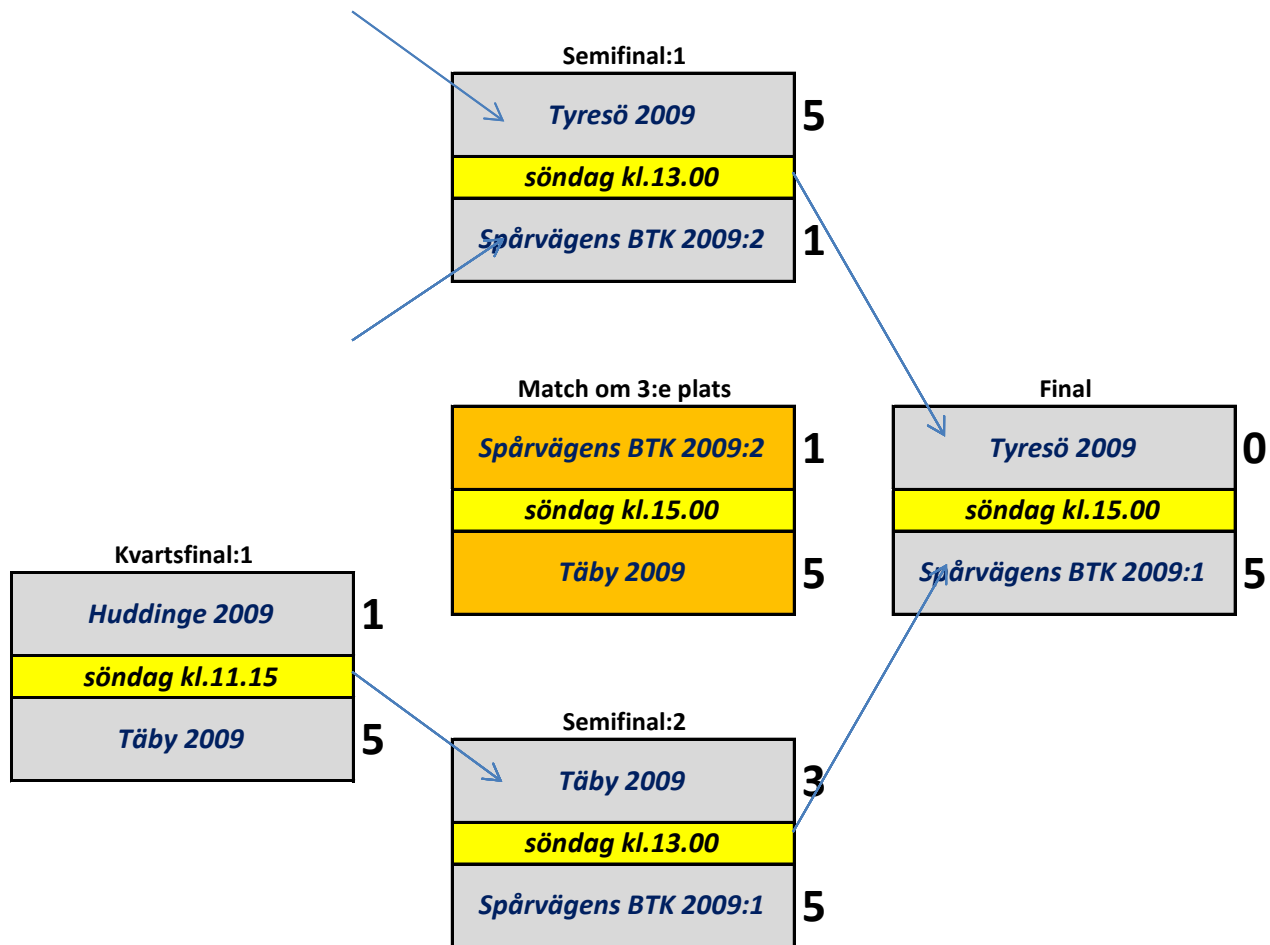 Semifinal:1
Tyresö 2009 5
söndag kl.13.00
Spårvägens BTK 2009:2 1
Match om 3:e plats
Spårvägens BTK 2009:2 1
söndag kl.15.00
Täby 2009 5
Final
Tyresö 2009 0
söndag kl.15.00
Spårvägens BTK 2009:1 5
Kvartsfinal:1
Huddinge 2009 1
söndag kl.11.15
Täby 2009 5
Semifinal:2
Täby 2009 3
söndag kl.13.00
Spårvägens BTK 2009:1 5